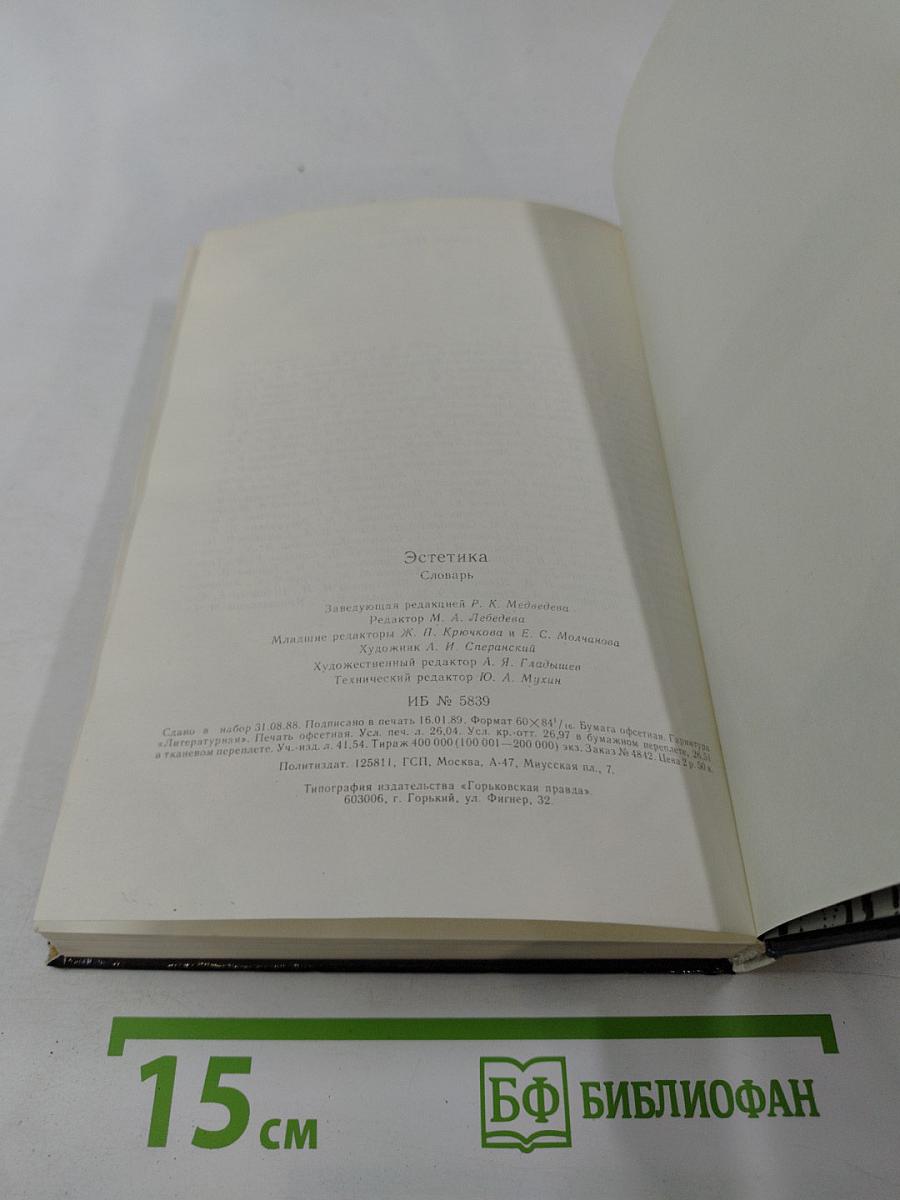 Эстетика
Словарь
Заведующая редакцией Р. К. Медведева
Редактор М. А. Лебедева
Младшие редакторы Ж. П. Крючкова и Е. С. Молчанова
Художник А. И. Сперанский
Художественный редактор А. Я. Гладышев
Технический редактор Ю. А. Мухин
ИБ № 5839
Сдано в набор 31.08.88. Подписано в печать 16.01.89. Формат 60×84¹/₁₆. Бумага офсетная. Гарнитура
«Литературная». Печать офсетная. Усл. печ. л. 26,04. Усл. кр.-отт. 26,97 в бумажном переплете, 26,51
в тканевом переплете. Уч.-изд. л. 41,54. Тираж 400 000 (100 001—200 000) экз. Заказ № 4842. Цена 2 р. 50 к.
Политиздат. 125811, ГСП, Москва, А-47, Миусская пл., 7.
Типография издательства «Горьковская правда».
603006, г. Горький, ул. Фигнер, 32.
15 см
БФ БИБЛИОФАН